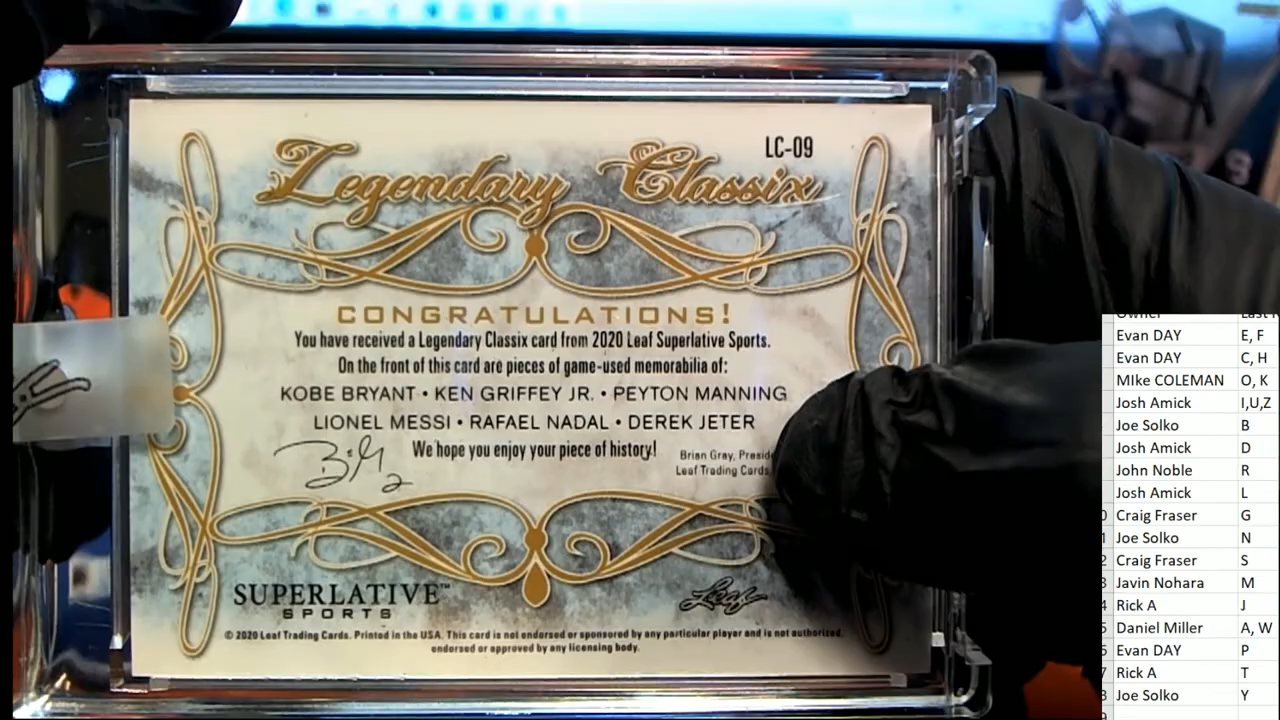 LC-09
Legendary Classix
CONGRATULATIONS!
You have received a Legendary Classix card from 2020 Leaf Superlative Sports.
On the front of this card are pieces of game-used memorabilia of:
KOBE BRYANT • KEN GRIFFEY JR. • PEYTON MANNING
LIONEL MESSI • RAFAEL NADAL • DEREK JETER
We hope you enjoy your piece of history!
Brian Gray,
Leaf Trading Cards
SUPERLATIVE™
SPORTS
Leaf
© 2020 Leaf Trading Cards. Printed in the USA. This card is not endorsed or sponsored by any particular player and is not authorized,
endorsed or approved by any licensing body.
Owner
Evan DAY E, F
Evan DAY C, H
MIke COLEMAN O, K
Josh Amick I,U,Z
Joe Solko B
Josh Amick D
John Noble R
Josh Amick L
Craig Fraser G
Joe Solko N
Craig Fraser S
Javin Nohara M
Rick A J
Daniel Miller A, W
Evan DAY P
Rick A T
Joe Solko Y